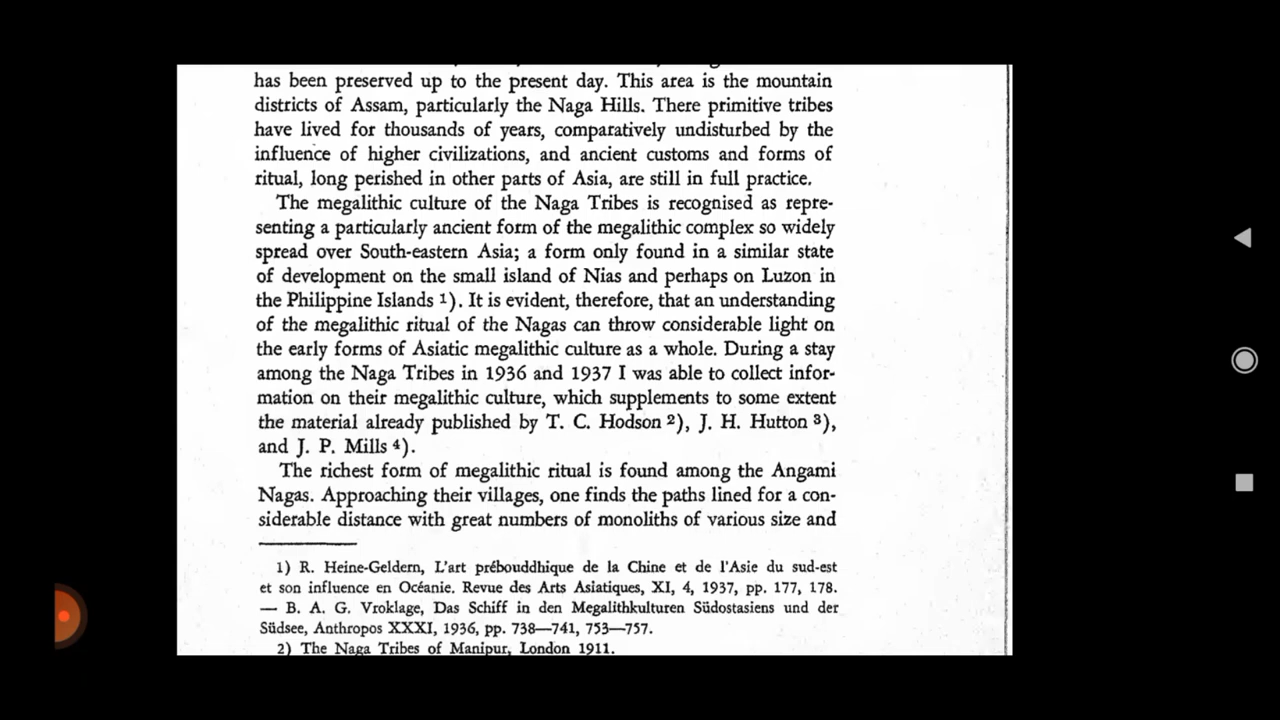 has been preserved up to the present day. This area is the mountain
districts of Assam, particularly the Naga Hills. There primitive tribes
have lived for thousands of years, comparatively undisturbed by the
influence of higher civilizations, and ancient customs and forms of
ritual, long perished in other parts of Asia, are still in full practice.
The megalithic culture of the Naga Tribes is recognised as repre-
senting a particularly ancient form of the megalithic complex so widely
spread over South-eastern Asia; a form only found in a similar state
of development on the small island of Nias and perhaps on Luzon in
the Philippine Islands 1). It is evident, therefore, that an understanding
of the megalithic ritual of the Nagas can throw considerable light on
the early forms of Asiatic megalithic culture as a whole. During a stay
among the Naga Tribes in 1936 and 1937 I was able to collect infor-
mation on their megalithic culture, which supplements to some extent
the material already published by T. C. Hodson 2), J. H. Hutton 3),
and J. P. Mills 4).
The richest form of megalithic ritual is found among the Angami
Nagas. Approaching their villages, one finds the paths lined for a con-
siderable distance with great numbers of monoliths of various size and
1) R. Heine-Geldern, L'art prébouddhique de la Chine et de l'Asie du sud-est
et son influence en Océanie. Revue des Arts Asiatiques, XI, 4, 1937, pp. 177, 178.
— B. A. G. Vroklage, Das Schiff in den Megalithkulturen Südostasiens und der
Südsee, Anthropos XXXI, 1936, pp. 738—741, 753—757.
2) The Naga Tribes of Manipur, London 1911.